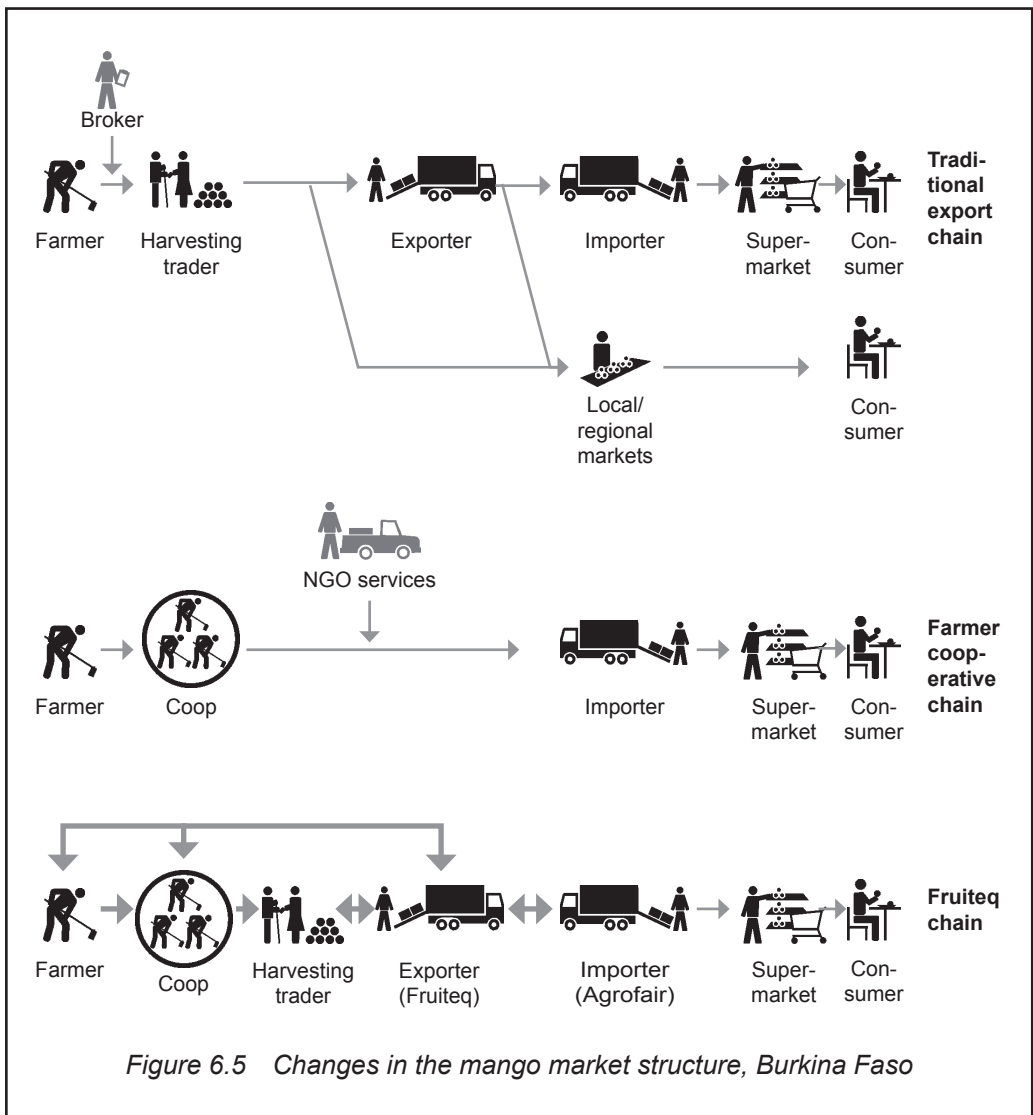 Broker
Farmer
Harvesting
trader
Exporter
Importer
Super-
market
Con-
sumer
Tradi-
tional
export
chain
Local/
regional
markets
Con-
sumer
NGO services
Farmer
Coop
Importer
Super-
market
Con-
sumer
Farmer
coop-
erative
chain
Farmer
Coop
Harvesting
trader
Exporter
(Fruiteq)
Importer
(Agrofair)
Super-
market
Con-
sumer
Fruiteq
chain
Figure 6.5 Changes in the mango market structure, Burkina Faso